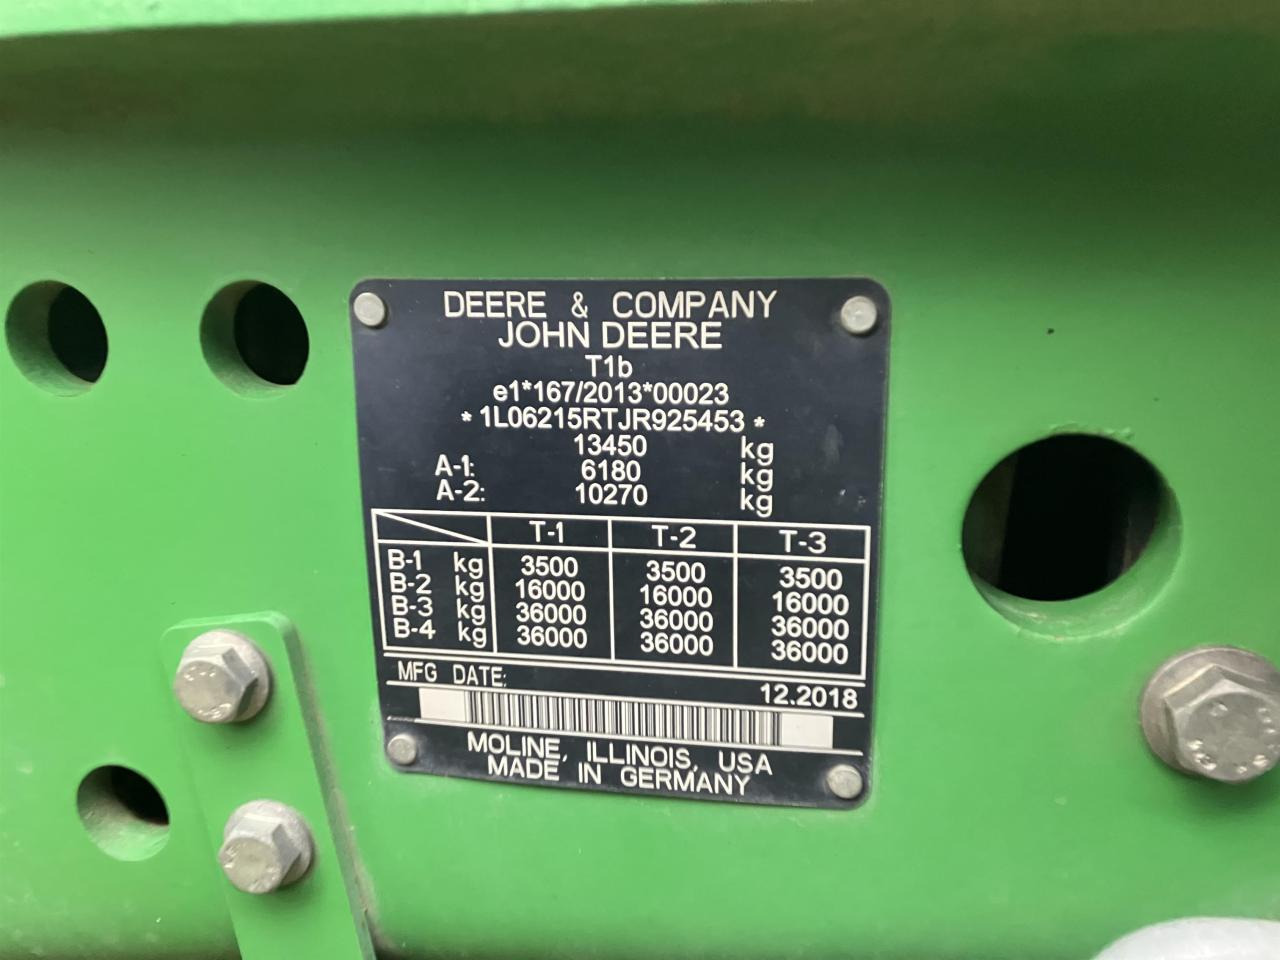 DEERE & COMPANY
JOHN DEERE
T1b
e1*167/2013*00023
* 1L06215RTJR925453 *
13450 kg
A-1: 6180 kg
A-2: 10270 kg
T-1 T-2 T-3
B-1 kg 3500 3500 3500
B-2 kg 16000 16000 16000
B-3 kg 36000 36000 36000
B-4 kg 36000 36000 36000
MFG DATE: 12.2018
MOLINE, ILLINOIS, USA
MADE IN GERMANY